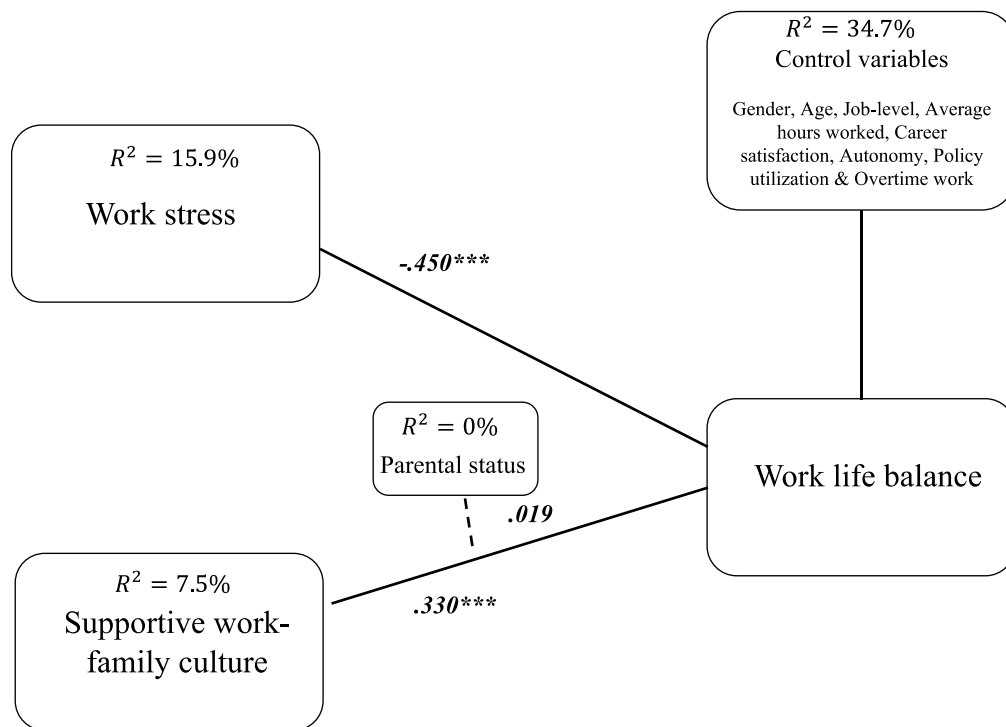 R² = 34.7%
Control variables
Gender, Age, Job-level, Average
hours worked, Career
satisfaction, Autonomy, Policy
utilization & Overtime work
R² = 15.9%
Work stress
-.450***
R² = 0%
Parental status
.019
Work life balance
R² = 7.5%
Supportive work-
family culture
.330***